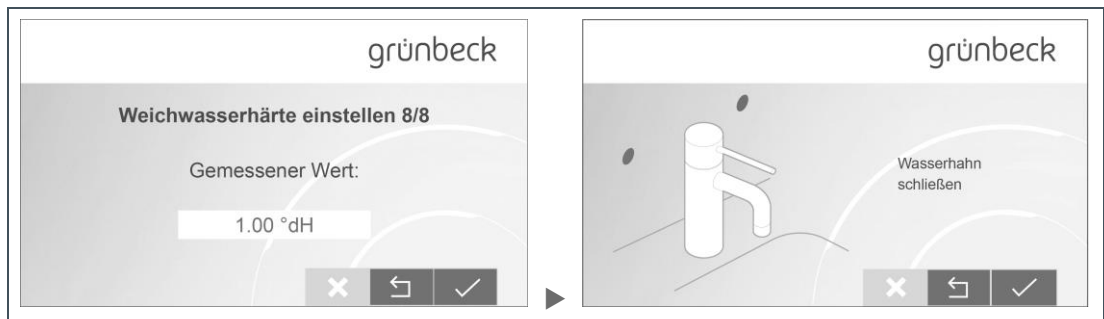 grünbeck
Weichwasserhärte einstellen 8/8
Gemessener Wert:
1.00 °dH
grünbeck
Wasserhahn
schließen